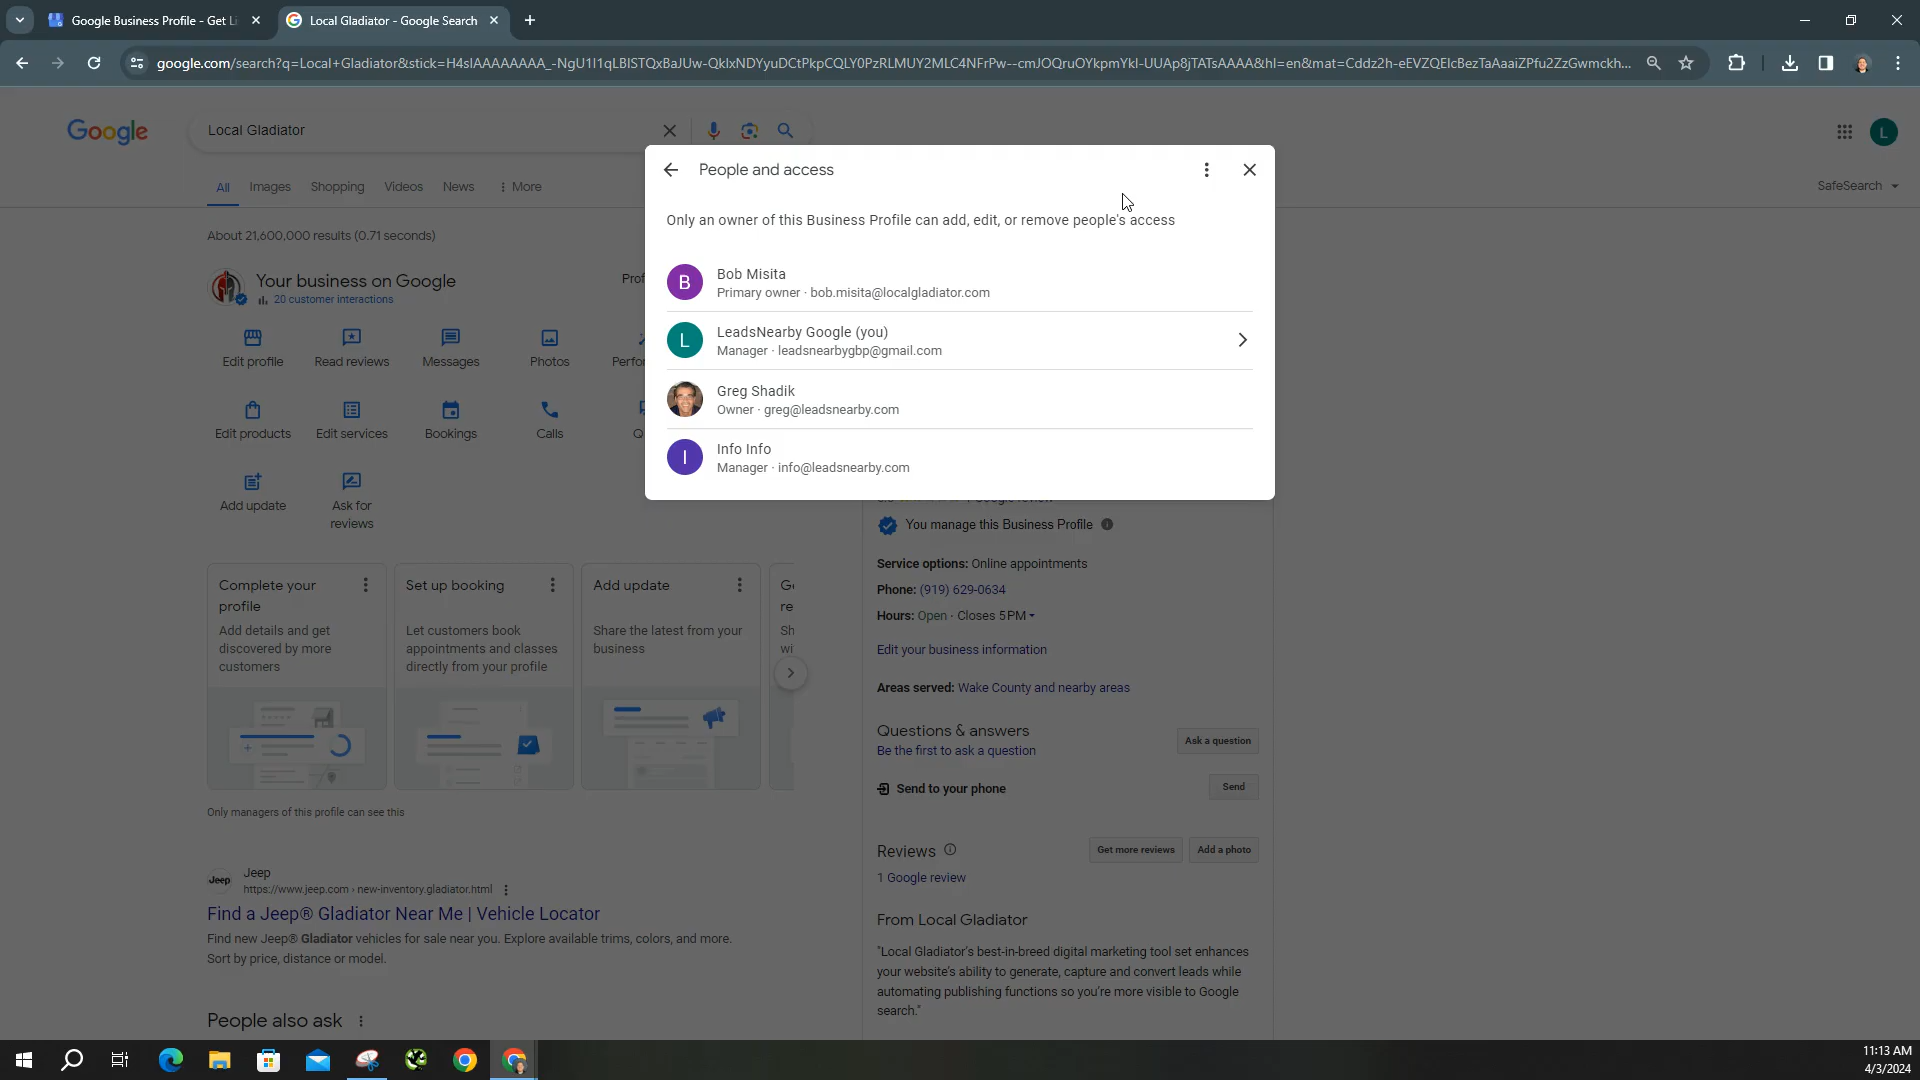 Google Business Profile - Get Li
Local Gladiator - Google Search
google.com/search?q=Local+Gladiator&stick=
Google
Local Gladiator
All
Images
Shopping
Videos
News
More
SafeSearch
L
About 21,600,000 results (0.71 seconds)
Your business on Google
20 customer interactions
Prof
Edit profile
Read reviews
Messages
Photos
Perfor
Edit products
Edit services
Bookings
Calls
Q
Add update
Ask for
reviews
People and access
Only an owner of this Business Profile can add, edit, or remove people's access
B
Bob Misita
Primary owner · bob.misita@localgladiator.com
L
LeadsNearby Google (you)
Manager · leadsnearbygbp@gmail.com
Greg Shadik
Owner · greg@leadsnearby.com
I
Info Info
Manager · info@leadsnearby.com
Complete your
profile
Add details and get
discovered by more
customers
Set up booking
Let customers book
appointments and classes
directly from your profile
Add update
Share the latest from your
business
Ge
re
Sh
wi
Only managers of this profile can see this
Jeep
Jeep
https://www.jeep.com › new-inventory.gladiator.html
Find a Jeep® Gladiator Near Me | Vehicle Locator
Find new Jeep® Gladiator vehicles for sale near you. Explore available trims, colors, and more.
Sort by price, distance or model.
People also ask
You manage this Business Profile
Service options: Online appointments
Phone: (919) 629-0634
Hours: Open · Closes 5 PM
Edit your business information
Areas served: Wake County and nearby areas
Questions & answers
Be the first to ask a question
Ask a question
Send to your phone
Send
Reviews
Get more reviews
Add a photo
1 Google review
From Local Gladiator
"Local Gladiator's best-in-breed digital marketing tool set enhances
your website's ability to generate, capture and convert leads while
automating publishing functions so you're more visible to Google
search."
11:13 AM
4/3/2024